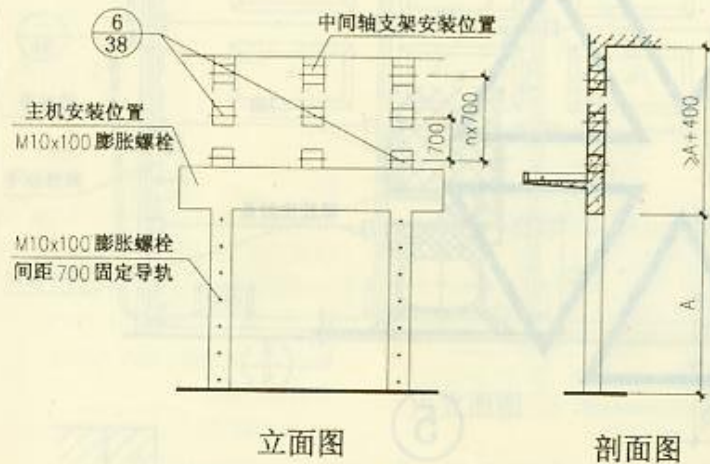 6
38
中间轴支架安装位置
主机安装位置
M10x100 膨胀螺栓
700
nx700
M10x100 膨胀螺栓
间距 700 固定导轨
立面图
≥A+400
A
剖面图